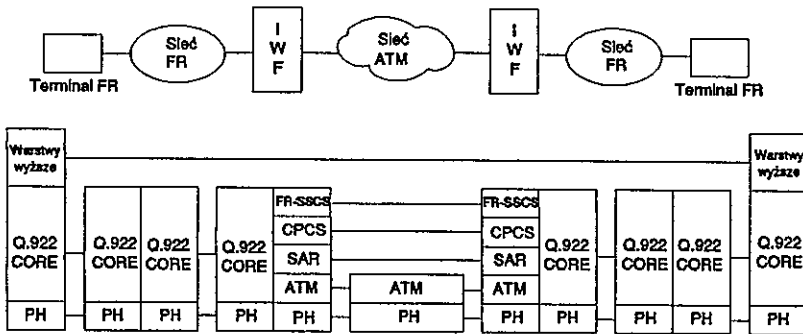 Sieć
FR
I
W
F
Sieć
ATM
I
W
F
Sieć
FR
Terminal FR
Terminal FR
Warstwy
wyższe
Warstwy
wyższe
FR-SSCS
FR-SSCS
CPCS
CPCS
Q.922
CORE
Q.922
CORE
Q.922
CORE
Q.922
CORE
SAR
SAR
Q.922
CORE
Q.922
CORE
Q.922
CORE
Q.922
CORE
ATM
ATM
ATM
PH
PH
PH
PH
PH
PH
PH
PH
PH
PH
PH